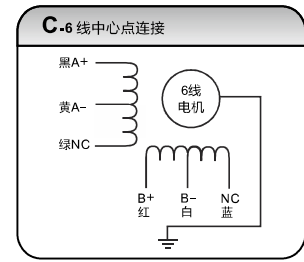 C-6 线中心点连接
黑A+
黄A-
绿NC
6线
电机
B+ B- NC
红 白 蓝